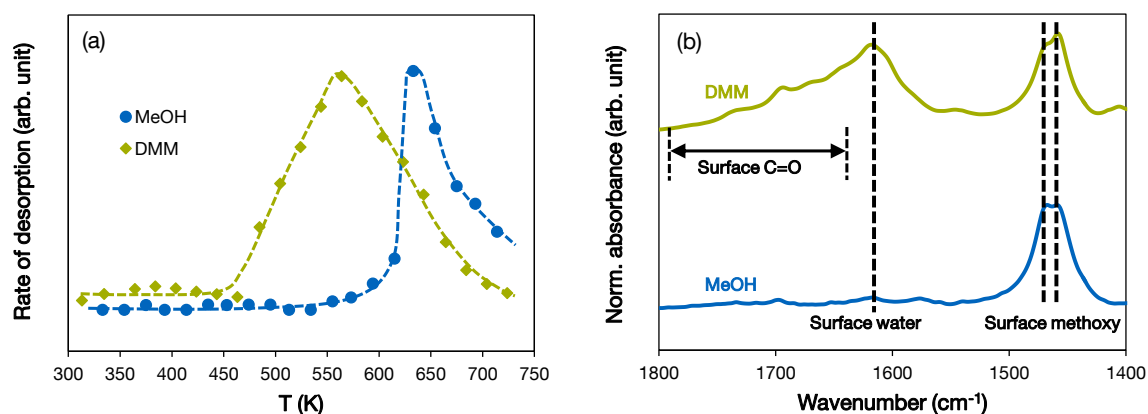 (a)
Rate of desorption (arb. unit)
MeOH
DMM
300 350 400 450 500 550 600 650 700 750
T (K)
(b)
Norm. absorbance (arb. unit)
DMM
Surface C=O
MeOH
Surface water
Surface methoxy
1800 1700 1600 1500 1400
Wavenumber (cm⁻¹)